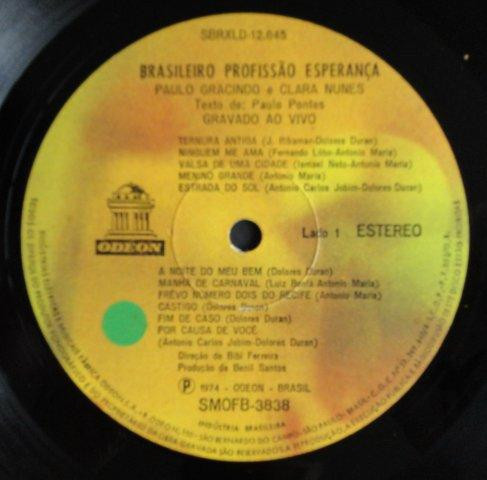 SBRXLD-12.645
BRASILEIRO PROFISSÃO ESPERANÇA
PAULO GRACINDO e CLARA NUNES
Texto de: Paulo Pontes
GRAVADO AO VIVO
TERNURA ANTIGA (J. Ribamar-Dolores Duran)
NINGUEM ME AMA (Fernando Lôbo-Antonio Maria)
VALSA DE UMA CIDADE (Ismael Neto-Antonio Maria)
MENINO GRANDE (Antonio Maria)
ESTRADA DO SOL (Antonio Carlos Jobim-Dolores Duran)
ODEON
Lado 1 ESTEREO
A NOITE DO MEU BEM (Dolores Duran)
MANHÃ DE CARNAVAL (Luiz Bonfá-Antonio Maria)
FRÊVO NÚMERO DOIS DO RECIFE (Antonio Maria)
CASTIGO (Dolores Duran)
FIM DE CASO (Dolores Duran)
POR CAUSA DE VOCÊ
(Antonio Carlos Jobim-Dolores Duran)
Direção de Bibi Ferreira
Produção de Benil Santos
P 1974 - ODEON - BRASIL
SMOFB-3838
INDÚSTRIA BRASILEIRA